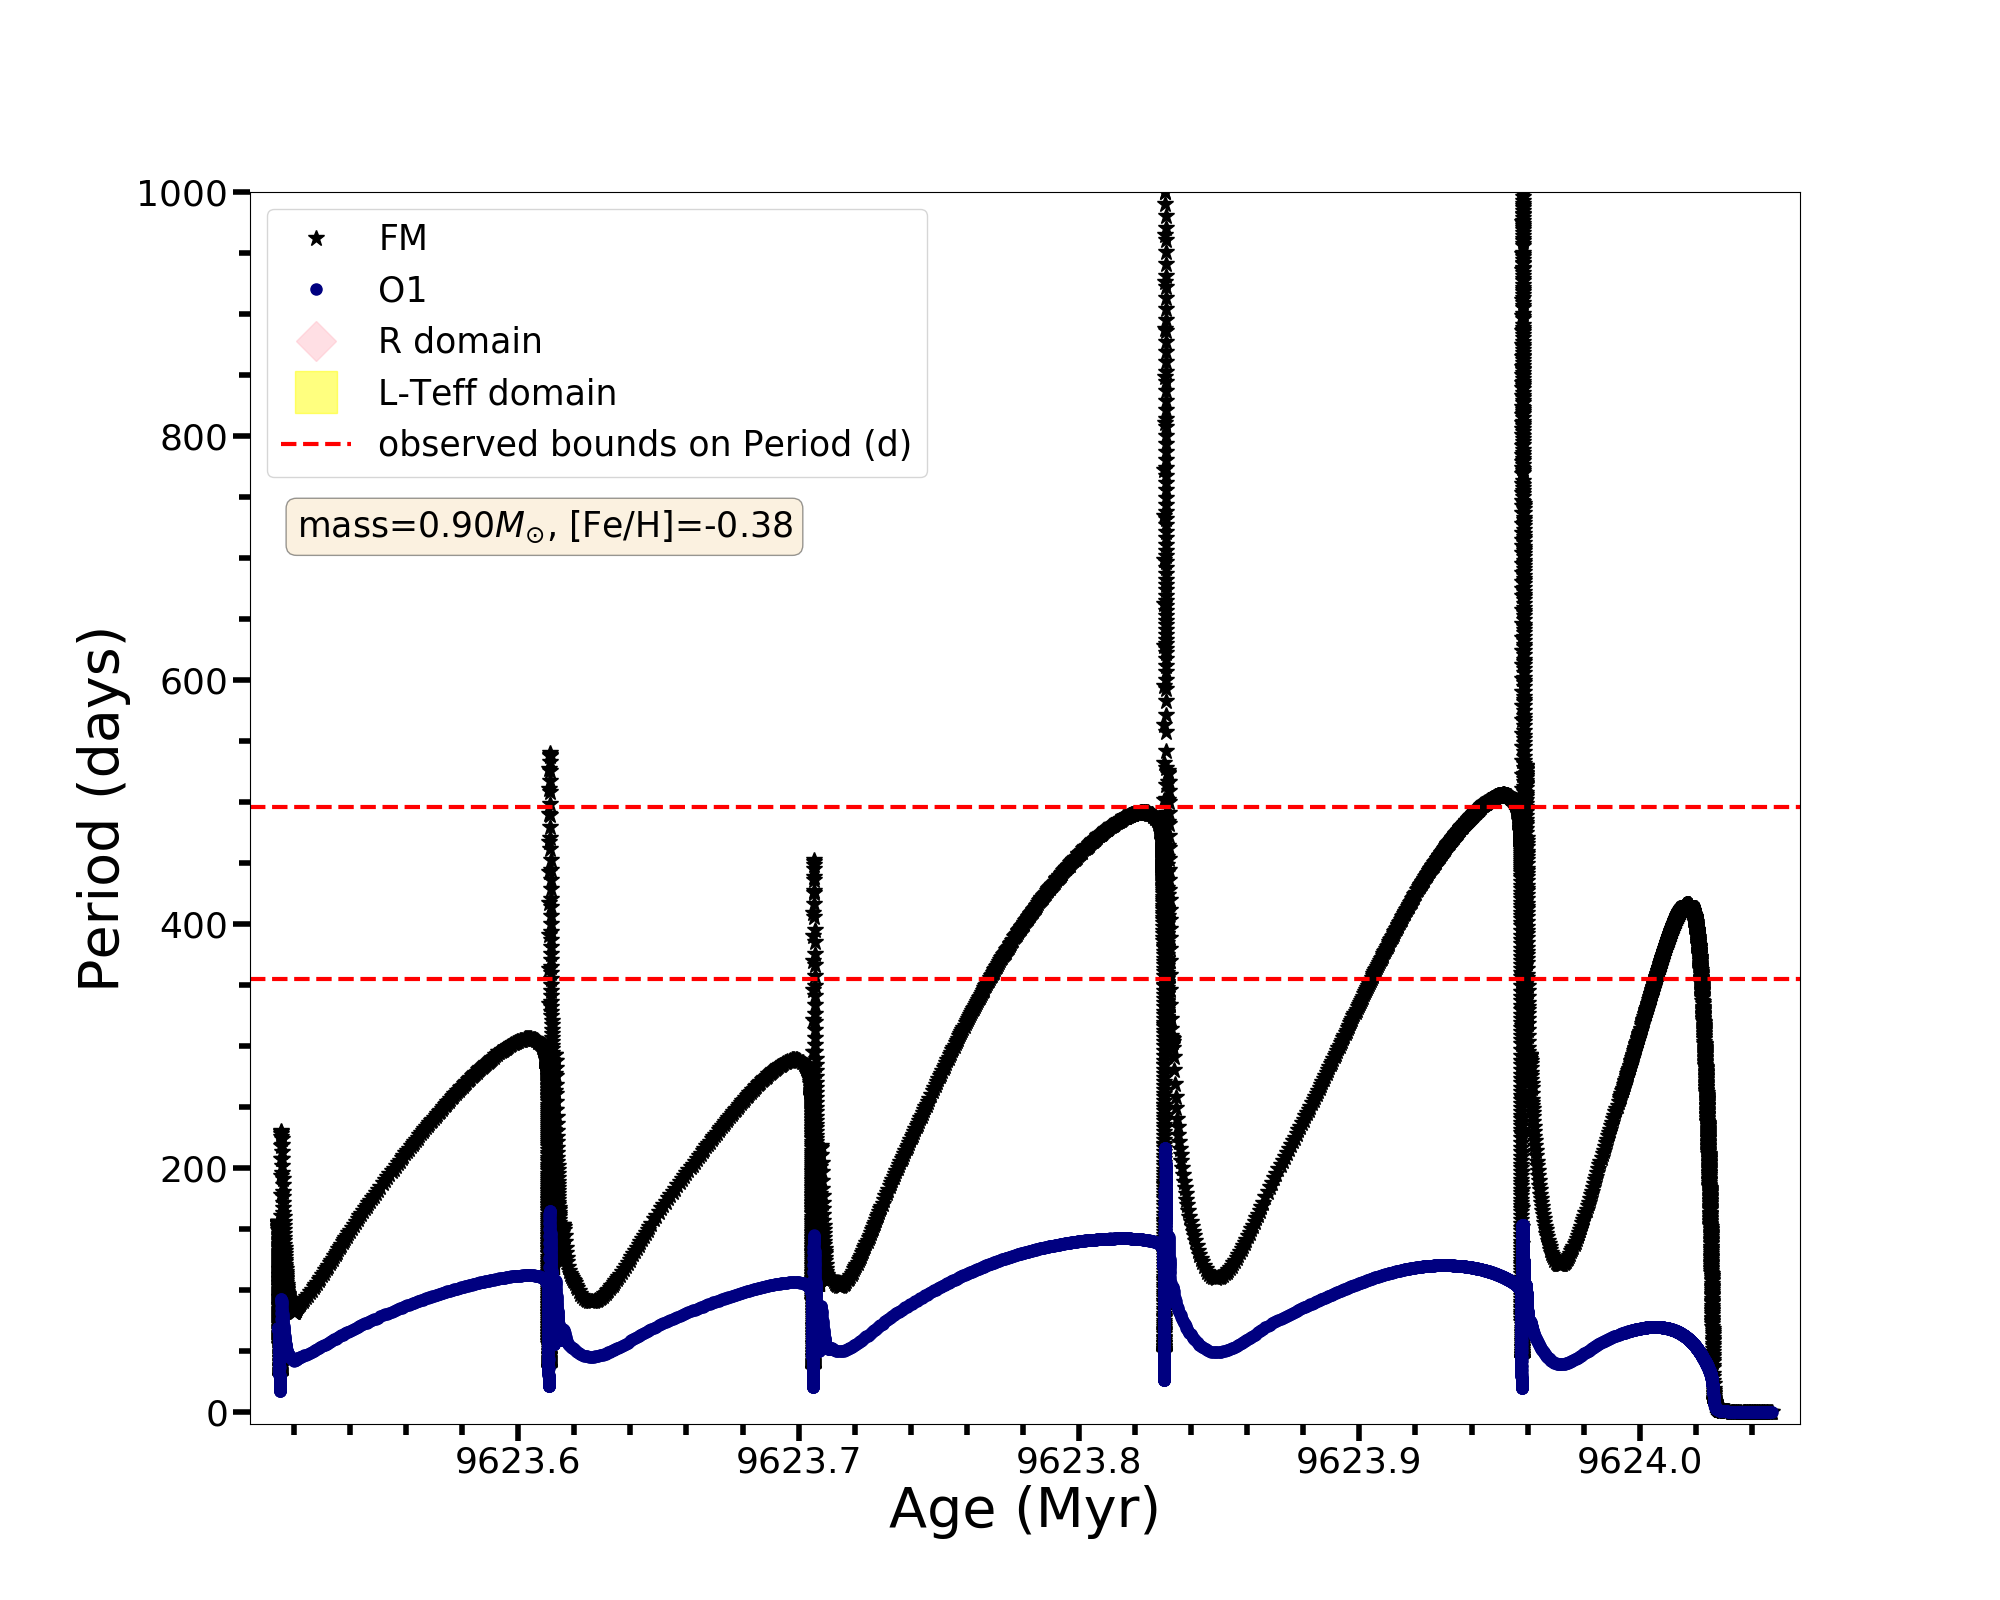 1000
800
600
400
200
0
Period (days)
FM
O1
R domain
L-Teff domain
observed bounds on Period (d)
mass=0.90M☉, [Fe/H]=-0.38
9623.6 9623.7 9623.8 9623.9 9624.0
Age (Myr)